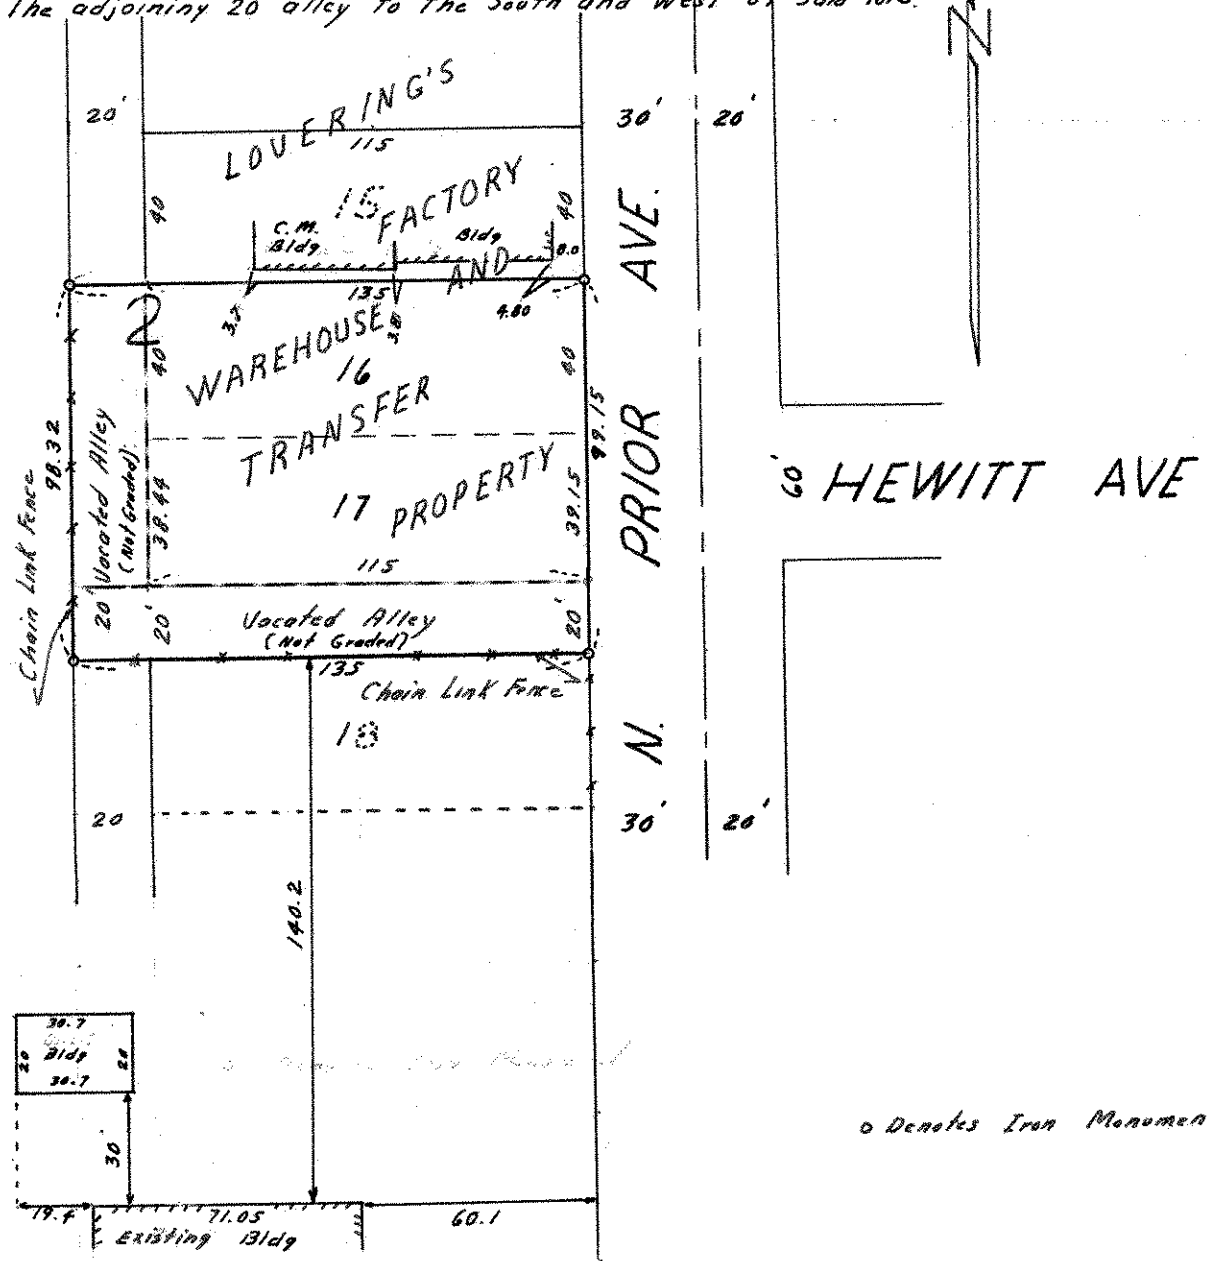 The adjoining 20' alley to the South and West of said lots.
20'
30'
20'
LOVERING'S
115
15
FACTORY
40
40
C.M.
Bldg
Bldg
8.0
AND
135
3.7
3.8
4.80
2
WAREHOUSE
16
40
40
TRANSFER
PROPERTY
17
98.32
99.15
Vacated Alley
(Not Graded)
38.44
39.15
115
Chain Link Fence
20'
20'
20'
Vacated Alley
(Not Graded)
135
Chain Link Fence
18
20
N. PRIOR AVE.
60'
HEWITT AVE
30'
20'
140.2
30.7
20
Bldg
20
30.7
30
19.4
71.05
60.1
Existing Bldg
o Denotes Iron Monumen